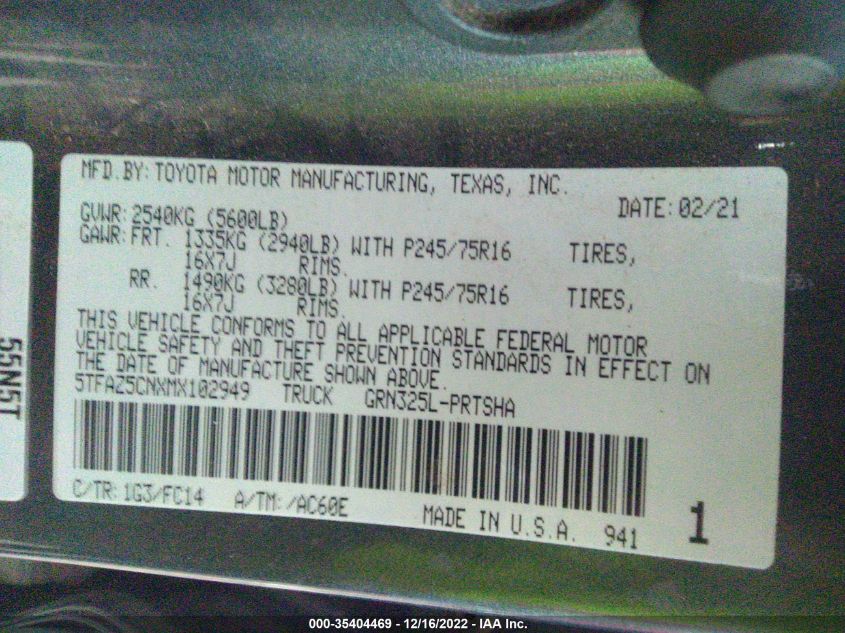 MFD.BY: TOYOTA MOTOR MANUFACTURING, TEXAS, INC.
DATE: 02/21
GVWR: 2540KG (5600LB)
GAWR: FRT. 1335KG (2940LB) WITH P245/75R16 TIRES,
16X7J RIMS.
RR. 1490KG (3280LB) WITH P245/75R16 TIRES,
16X7J RIMS.
THIS VEHICLE CONFORMS TO ALL APPLICABLE FEDERAL MOTOR
VEHICLE SAFETY AND THEFT PREVENTION STANDARDS IN EFFECT ON
THE DATE OF MANUFACTURE SHOWN ABOVE.
5TFAZ5CNXMX102949 TRUCK GRN325L-PRTSHA
C/TR: 1G3/FC14 A/TM: /AC60E MADE IN U.S.A. 941 1
55N5T
000-35404469 - 12/16/2022 - IAA Inc.